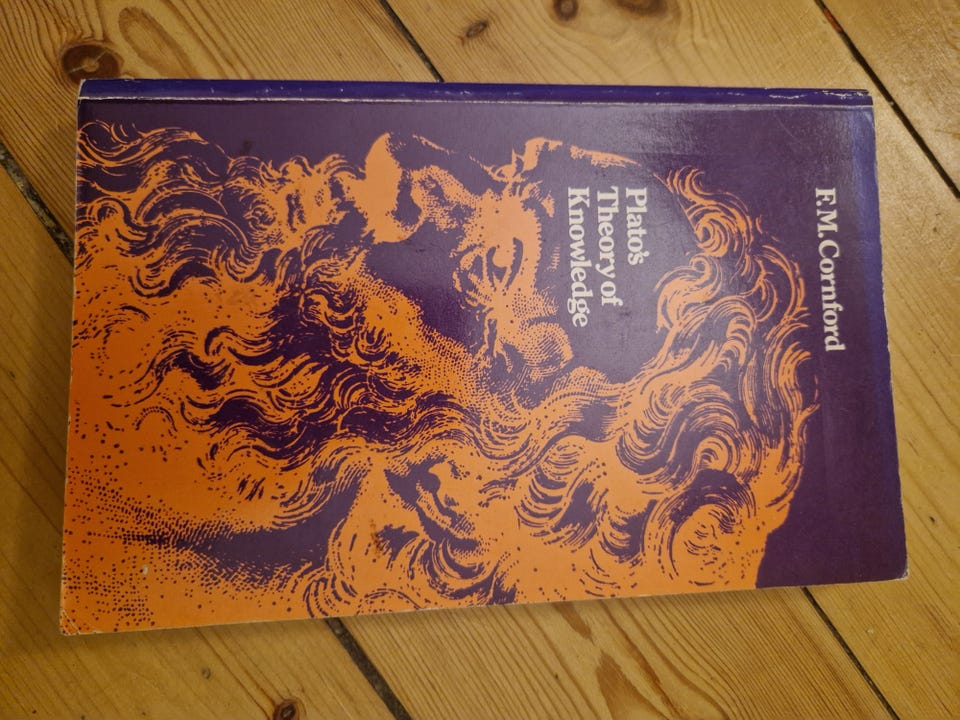 F.M.Cornford
Plato's
Theory of
Knowledge